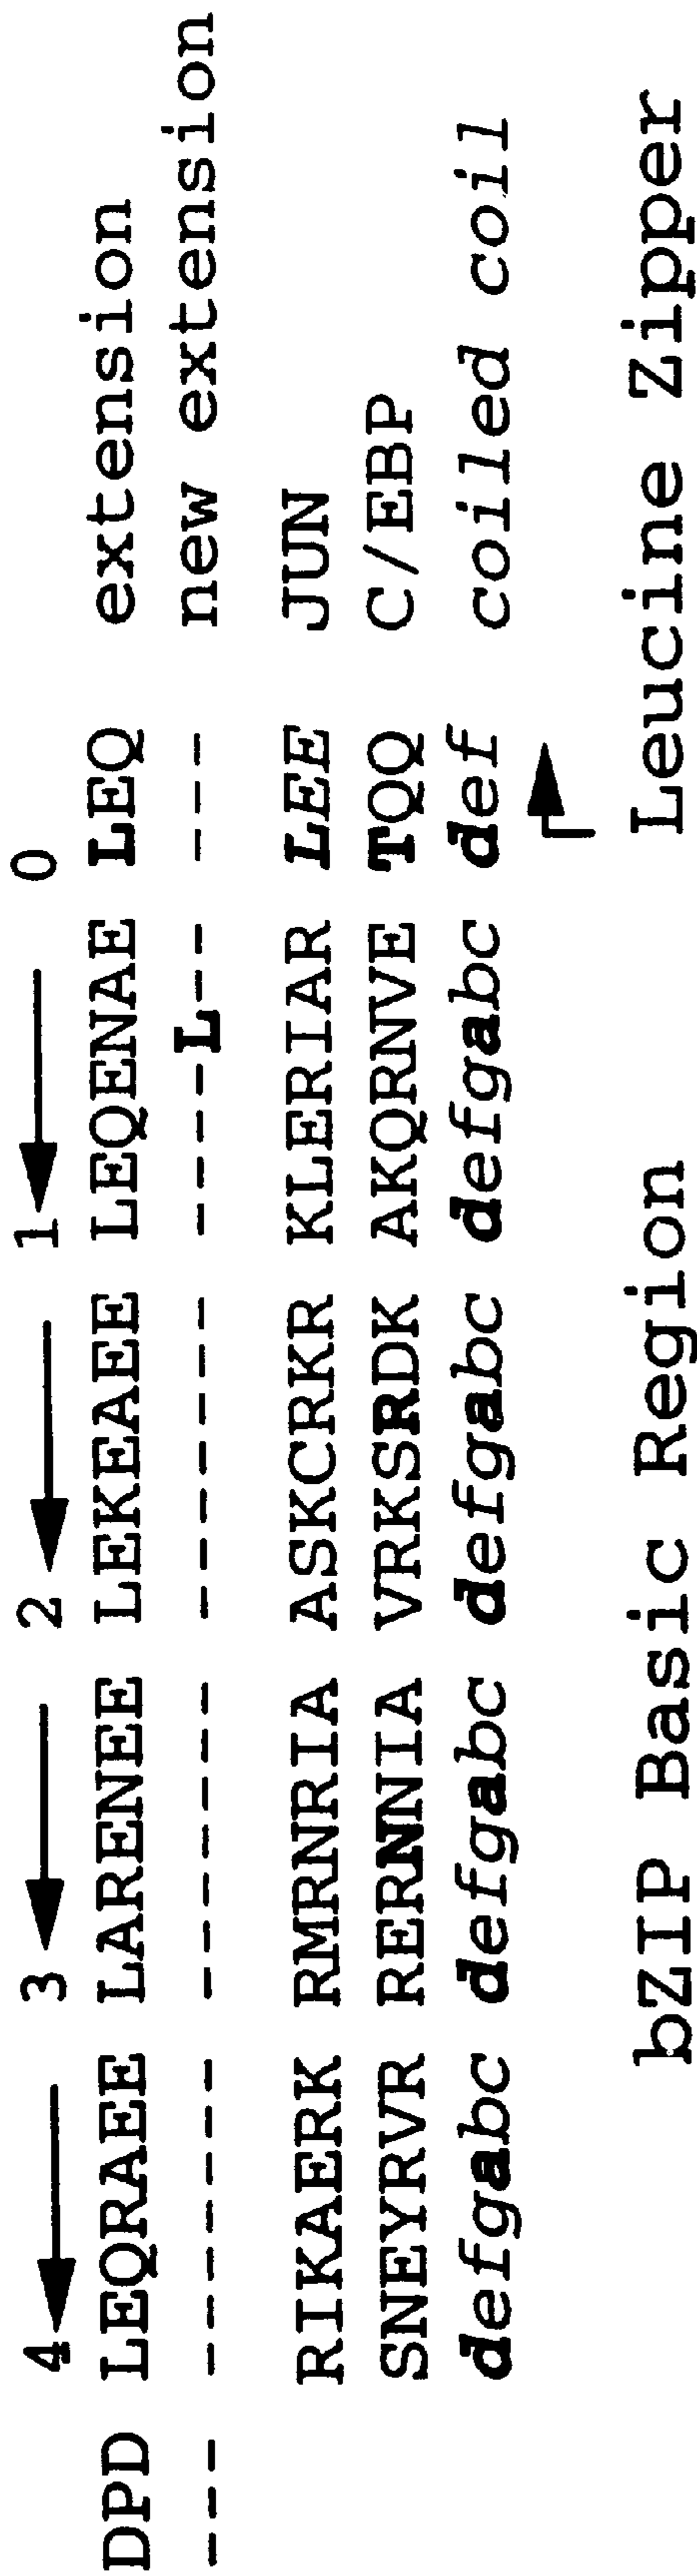 4 3 2 1 0
DPD LEQRAEE LARENEE LEKEAEE LEQENAE LEQ extension
--- ------- ------- ------- ----L-- --- new extension
RIKAERK RMRNRIA ASKCRKR KLERIAR LEE JUN
SNEYRVR RERNNIA VRKSRDK AKQRNVE TQQ C/EBP
defgabc defgabc defgabc defgabc def coiled coil
bZIP Basic Region Leucine Zipper